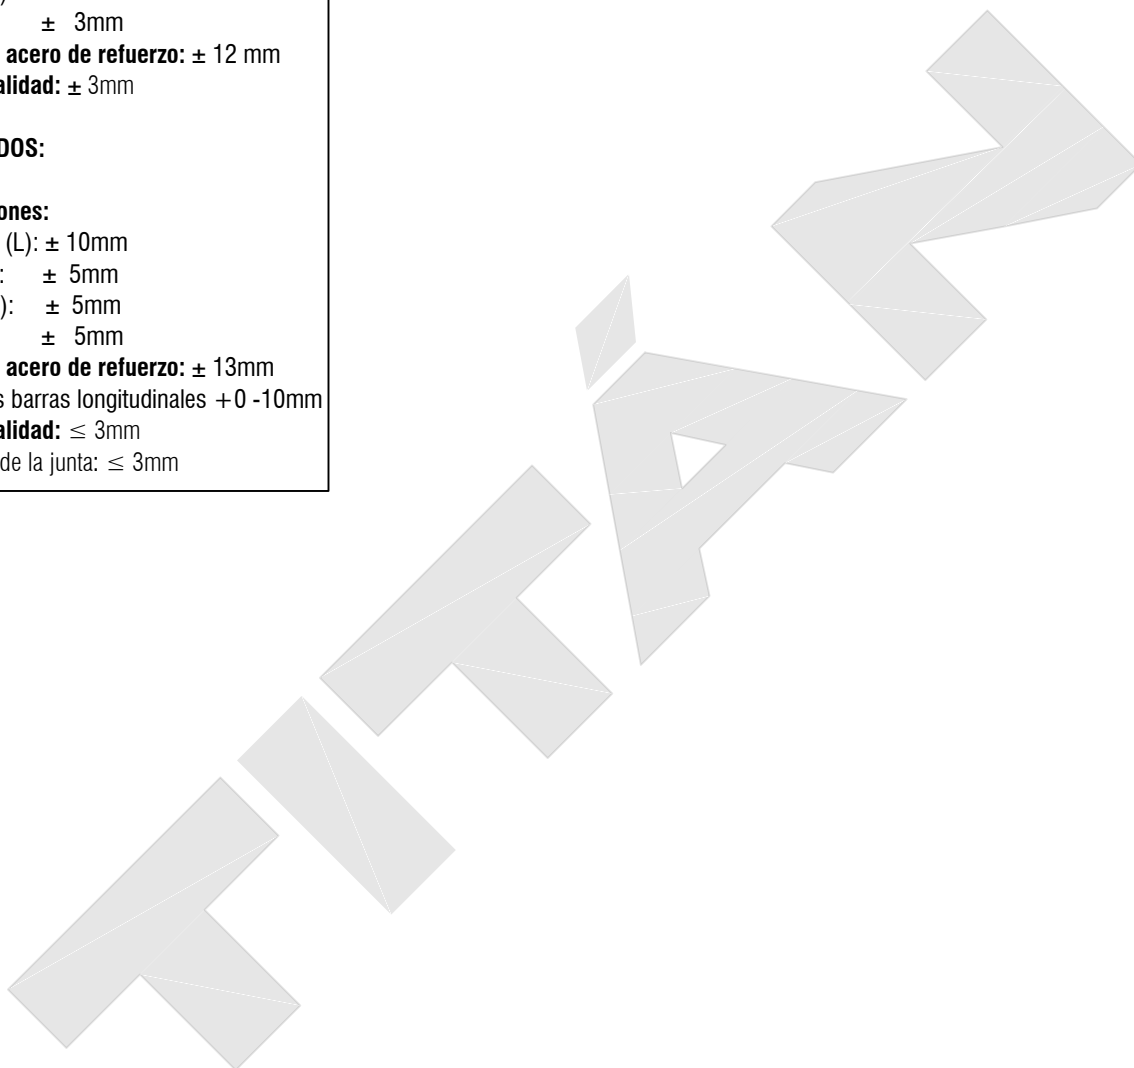 )
± 3mm
acero de refuerzo: ± 12 mm
alidad: ± 3mm
DOS:
ones:
(L): ± 10mm
: ± 5mm
): ± 5mm
± 5mm
acero de refuerzo: ± 13mm
s barras longitudinales +0 -10mm
alidad: ≤ 3mm
de la junta: ≤ 3mm
TITÁN